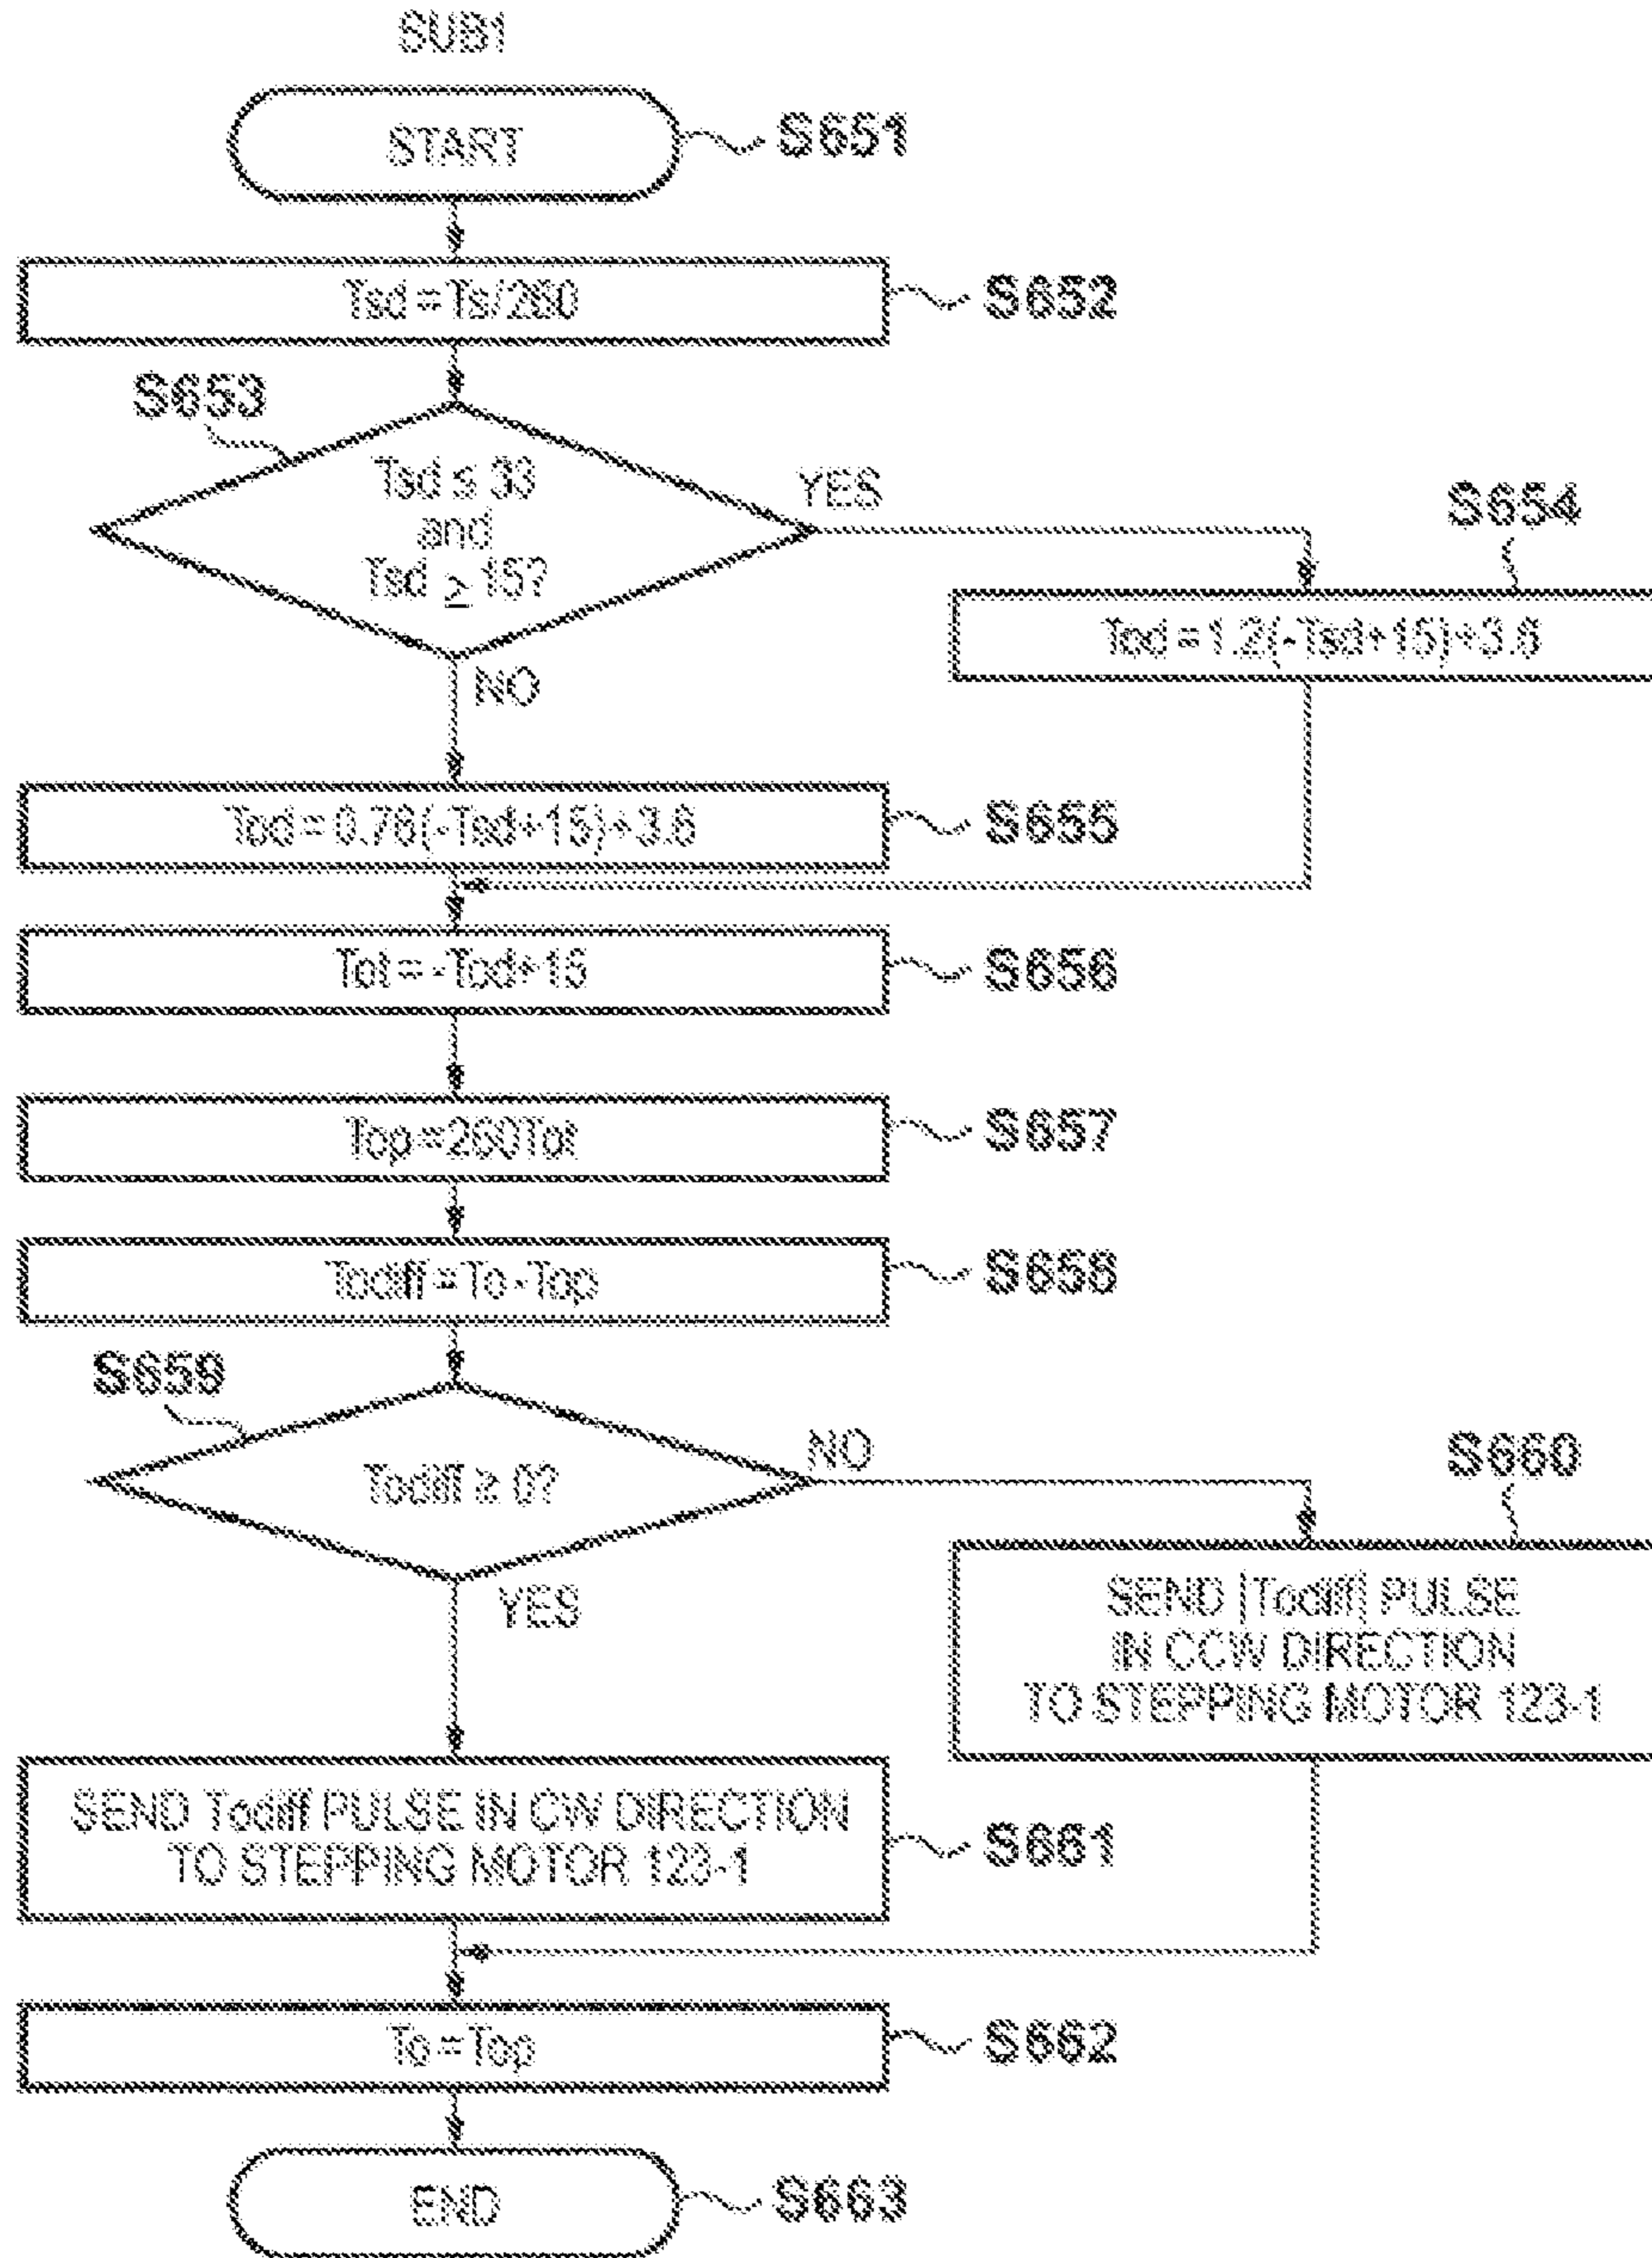 SUB1
START
S651
Tsd=Ts/260
S652
S653
Tsd ≤ 33
and
Tsd ≥ 15?
YES
NO
S654
Tod=1.2(-Tsd+15)+3.6
Tod=0.76(-Tsd+15)+3.6
S655
Tot=-Tod+15
S656
Top=260Tot
S657
Todiff=To-Top
S658
S659
Todiff ≥ 0?
NO
YES
S660
SEND |Todiff| PULSE
IN CCW DIRECTION
TO STEPPING MOTOR 123-1
SEND Todiff PULSE IN CW DIRECTION
TO STEPPING MOTOR 123-1
S661
To=Top
S662
END
S663